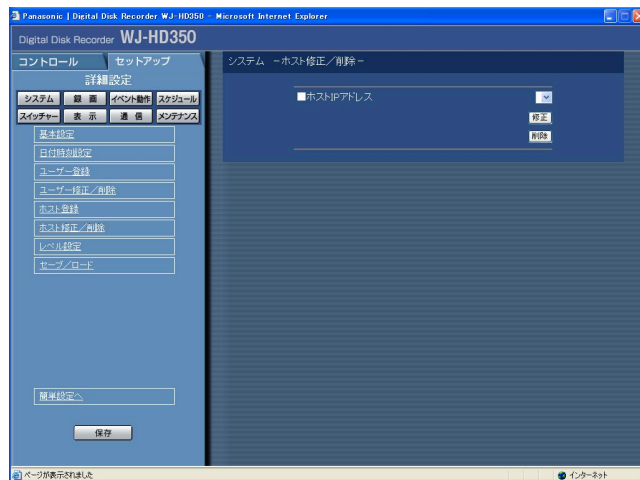 Panasonic | Digital Disk Recorder WJ-HD350 - Microsoft Internet Explorer
Digital Disk Recorder WJ-HD350
コントロール セットアップ
詳細設定
システム 録画 イベント動作 スケジュール
スイッチャー 表示 通信 メンテナンス
基本設定
日付時刻設定
ユーザー登録
ユーザー修正／削除
ホスト登録
ホスト修正／削除
レベル設定
セーブ／ロード
簡単設定へ
保存
システム －ホスト修正／削除－
■ホストIPアドレス
修正
削除
ページが表示されました
インターネット